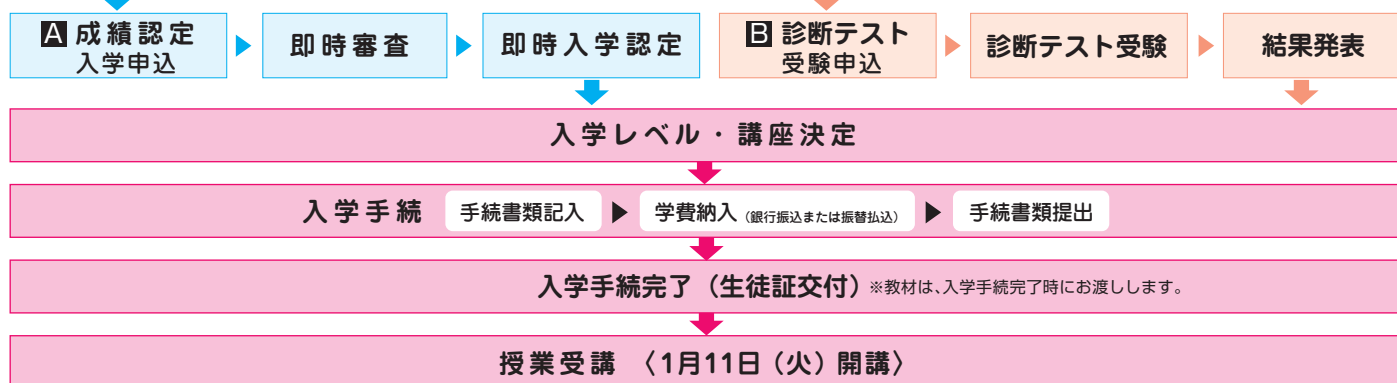 A 成績認定
入学申込
即時審査
即時入学認定
B 診断テスト
受験申込
診断テスト受験
結果発表
入学レベル・講座決定
入学手続 手続書類記入 ▶ 学費納入（銀行振込または振替払込） ▶ 手続書類提出
入学手続完了（生徒証交付）※教材は、入学手続完了時にお渡しします。
授業受講 〈1月11日（火）開講〉